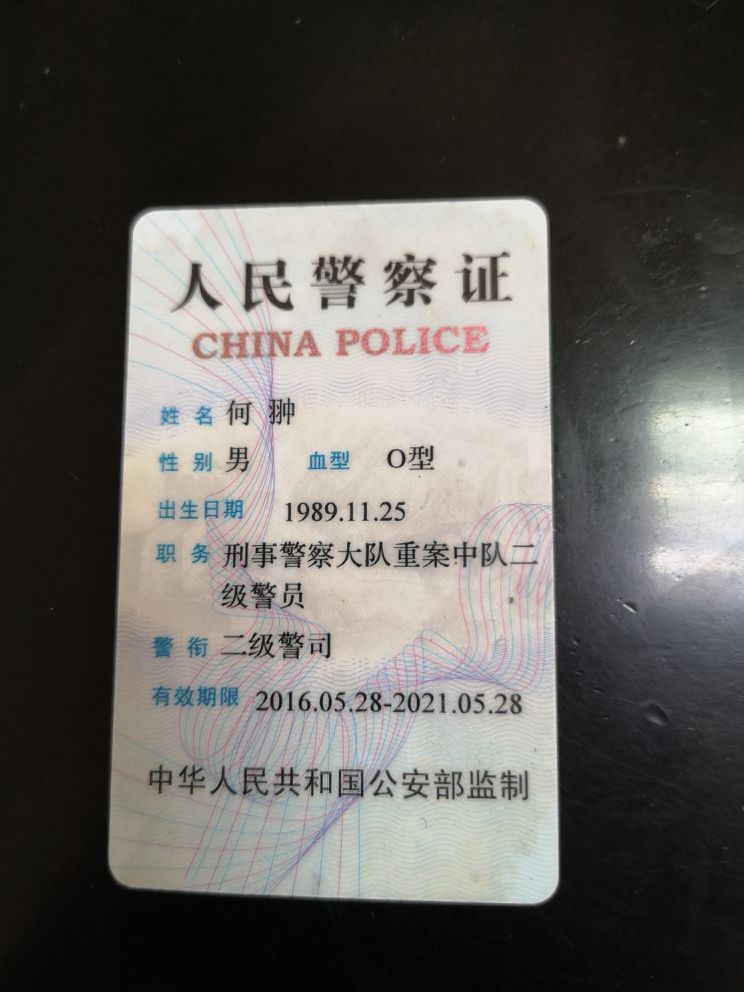 人民警察证
CHINA POLICE
姓名 何翀
性别 男 血型 O型
出生日期 1989.11.25
职务 刑事警察大队重案中队二
级警员
警衔 二级警司
有效期限 2016.05.28-2021.05.28
中华人民共和国公安部监制